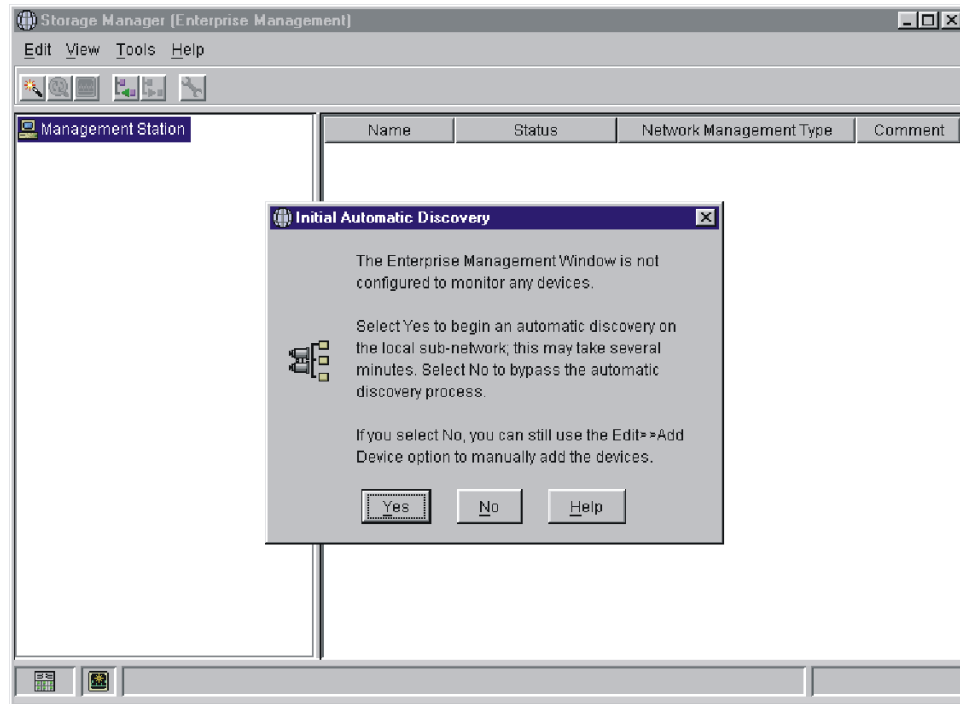 Storage Manager (Enterprise Management)
Edit View Tools Help
Management Station
Name Status Network Management Type Comment
Initial Automatic Discovery
The Enterprise Management Window is not
configured to monitor any devices.
Select Yes to begin an automatic discovery on
the local sub-network; this may take several
minutes. Select No to bypass the automatic
discovery process.
If you select No, you can still use the Edit>>Add
Device option to manually add the devices.
Yes No Help